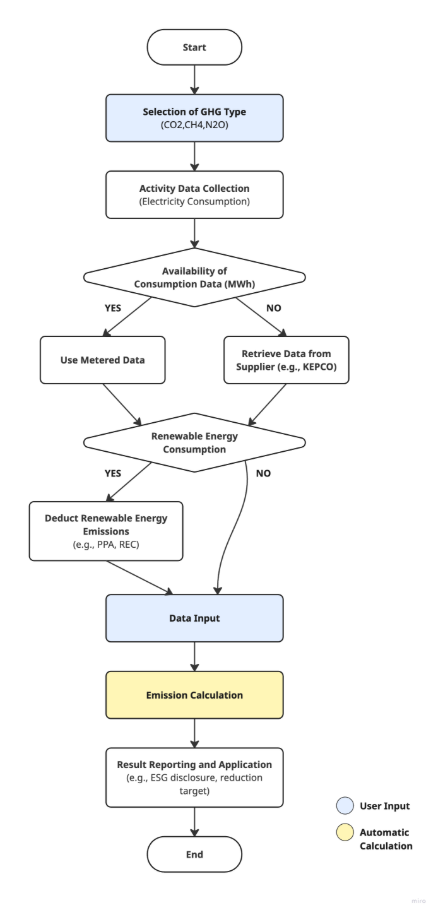 Start
Selection of GHG Type
(CO2,CH4,N2O)
Activity Data Collection
(Electricity Consumption)
Availability of
Consumption Data (MWh)
YES
NO
Use Metered Data
Retrieve Data from
Supplier (e.g., KEPCO)
Renewable Energy
Consumption
YES
NO
Deduct Renewable Energy
Emissions
(e.g., PPA, REC)
Data Input
Emission Calculation
Result Reporting and Application
(e.g., ESG disclosure, reduction
target)
End
User Input
Automatic
Calculation